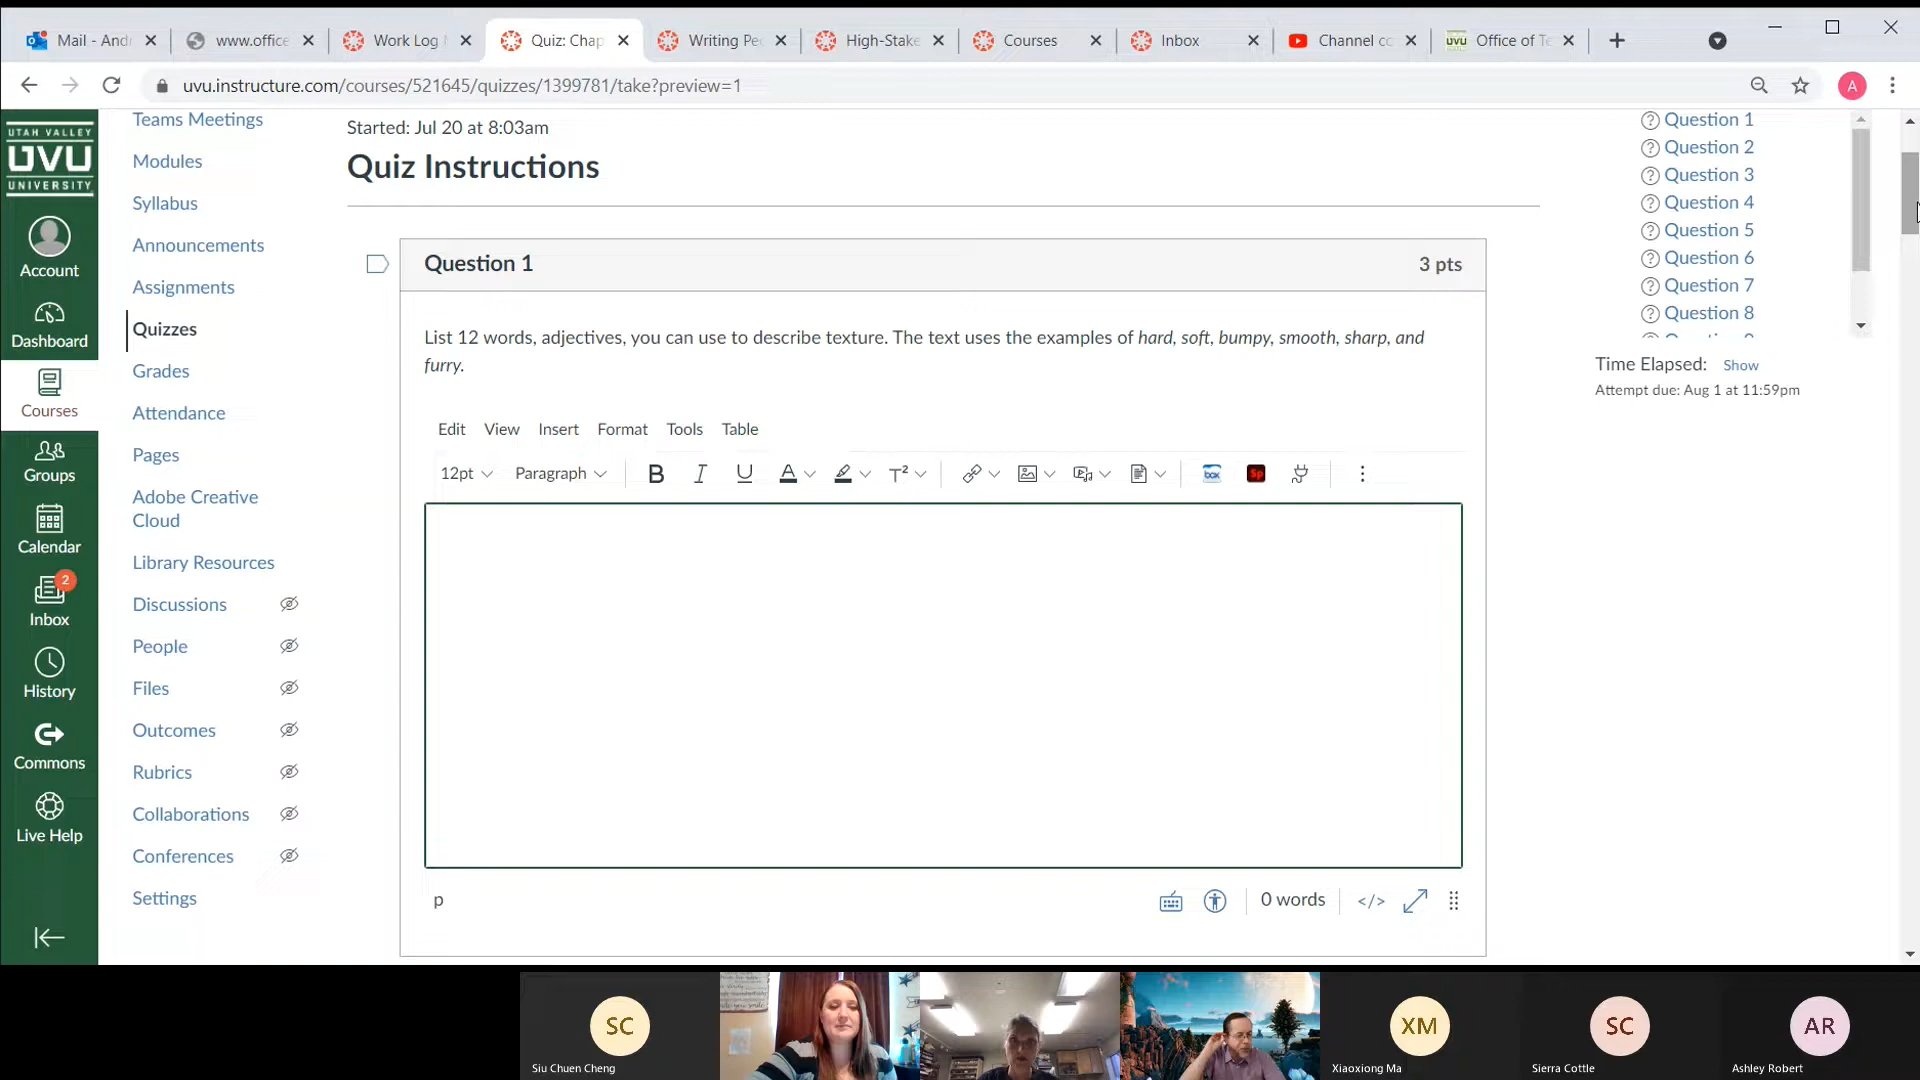 Mail - And
www.office
Work Log
Quiz: Chap
Writing Pe
High-Stake
Courses
Inbox
Channel co
UVU
Office of Te
uvu.instructure.com/courses/521645/quizzes/1399781/take?preview=1
A
UTAH VALLEY
UVU
UNIVERSITY
Account
Dashboard
Courses
Groups
Calendar
2
Inbox
History
Commons
Live Help
Teams Meetings
Modules
Syllabus
Announcements
Assignments
Quizzes
Grades
Attendance
Pages
Adobe Creative
Cloud
Library Resources
Discussions
People
Files
Outcomes
Rubrics
Collaborations
Conferences
Settings
Started: Jul 20 at 8:03am
Quiz Instructions
Question 1
3 pts
List 12 words, adjectives, you can use to describe texture. The text uses the examples of hard, soft, bumpy, smooth, sharp, and
furry.
Edit View Insert Format Tools Table
12pt Paragraph B I U A T² box Sp
p
0 words </>
Question 1
Question 2
Question 3
Question 4
Question 5
Question 6
Question 7
Question 8
Time Elapsed: Show
Attempt due: Aug 1 at 11:59pm
SC
Siu Chuen Cheng
XM
Xiaoxiong Ma
SC
Sierra Cottle
AR
Ashley Robert